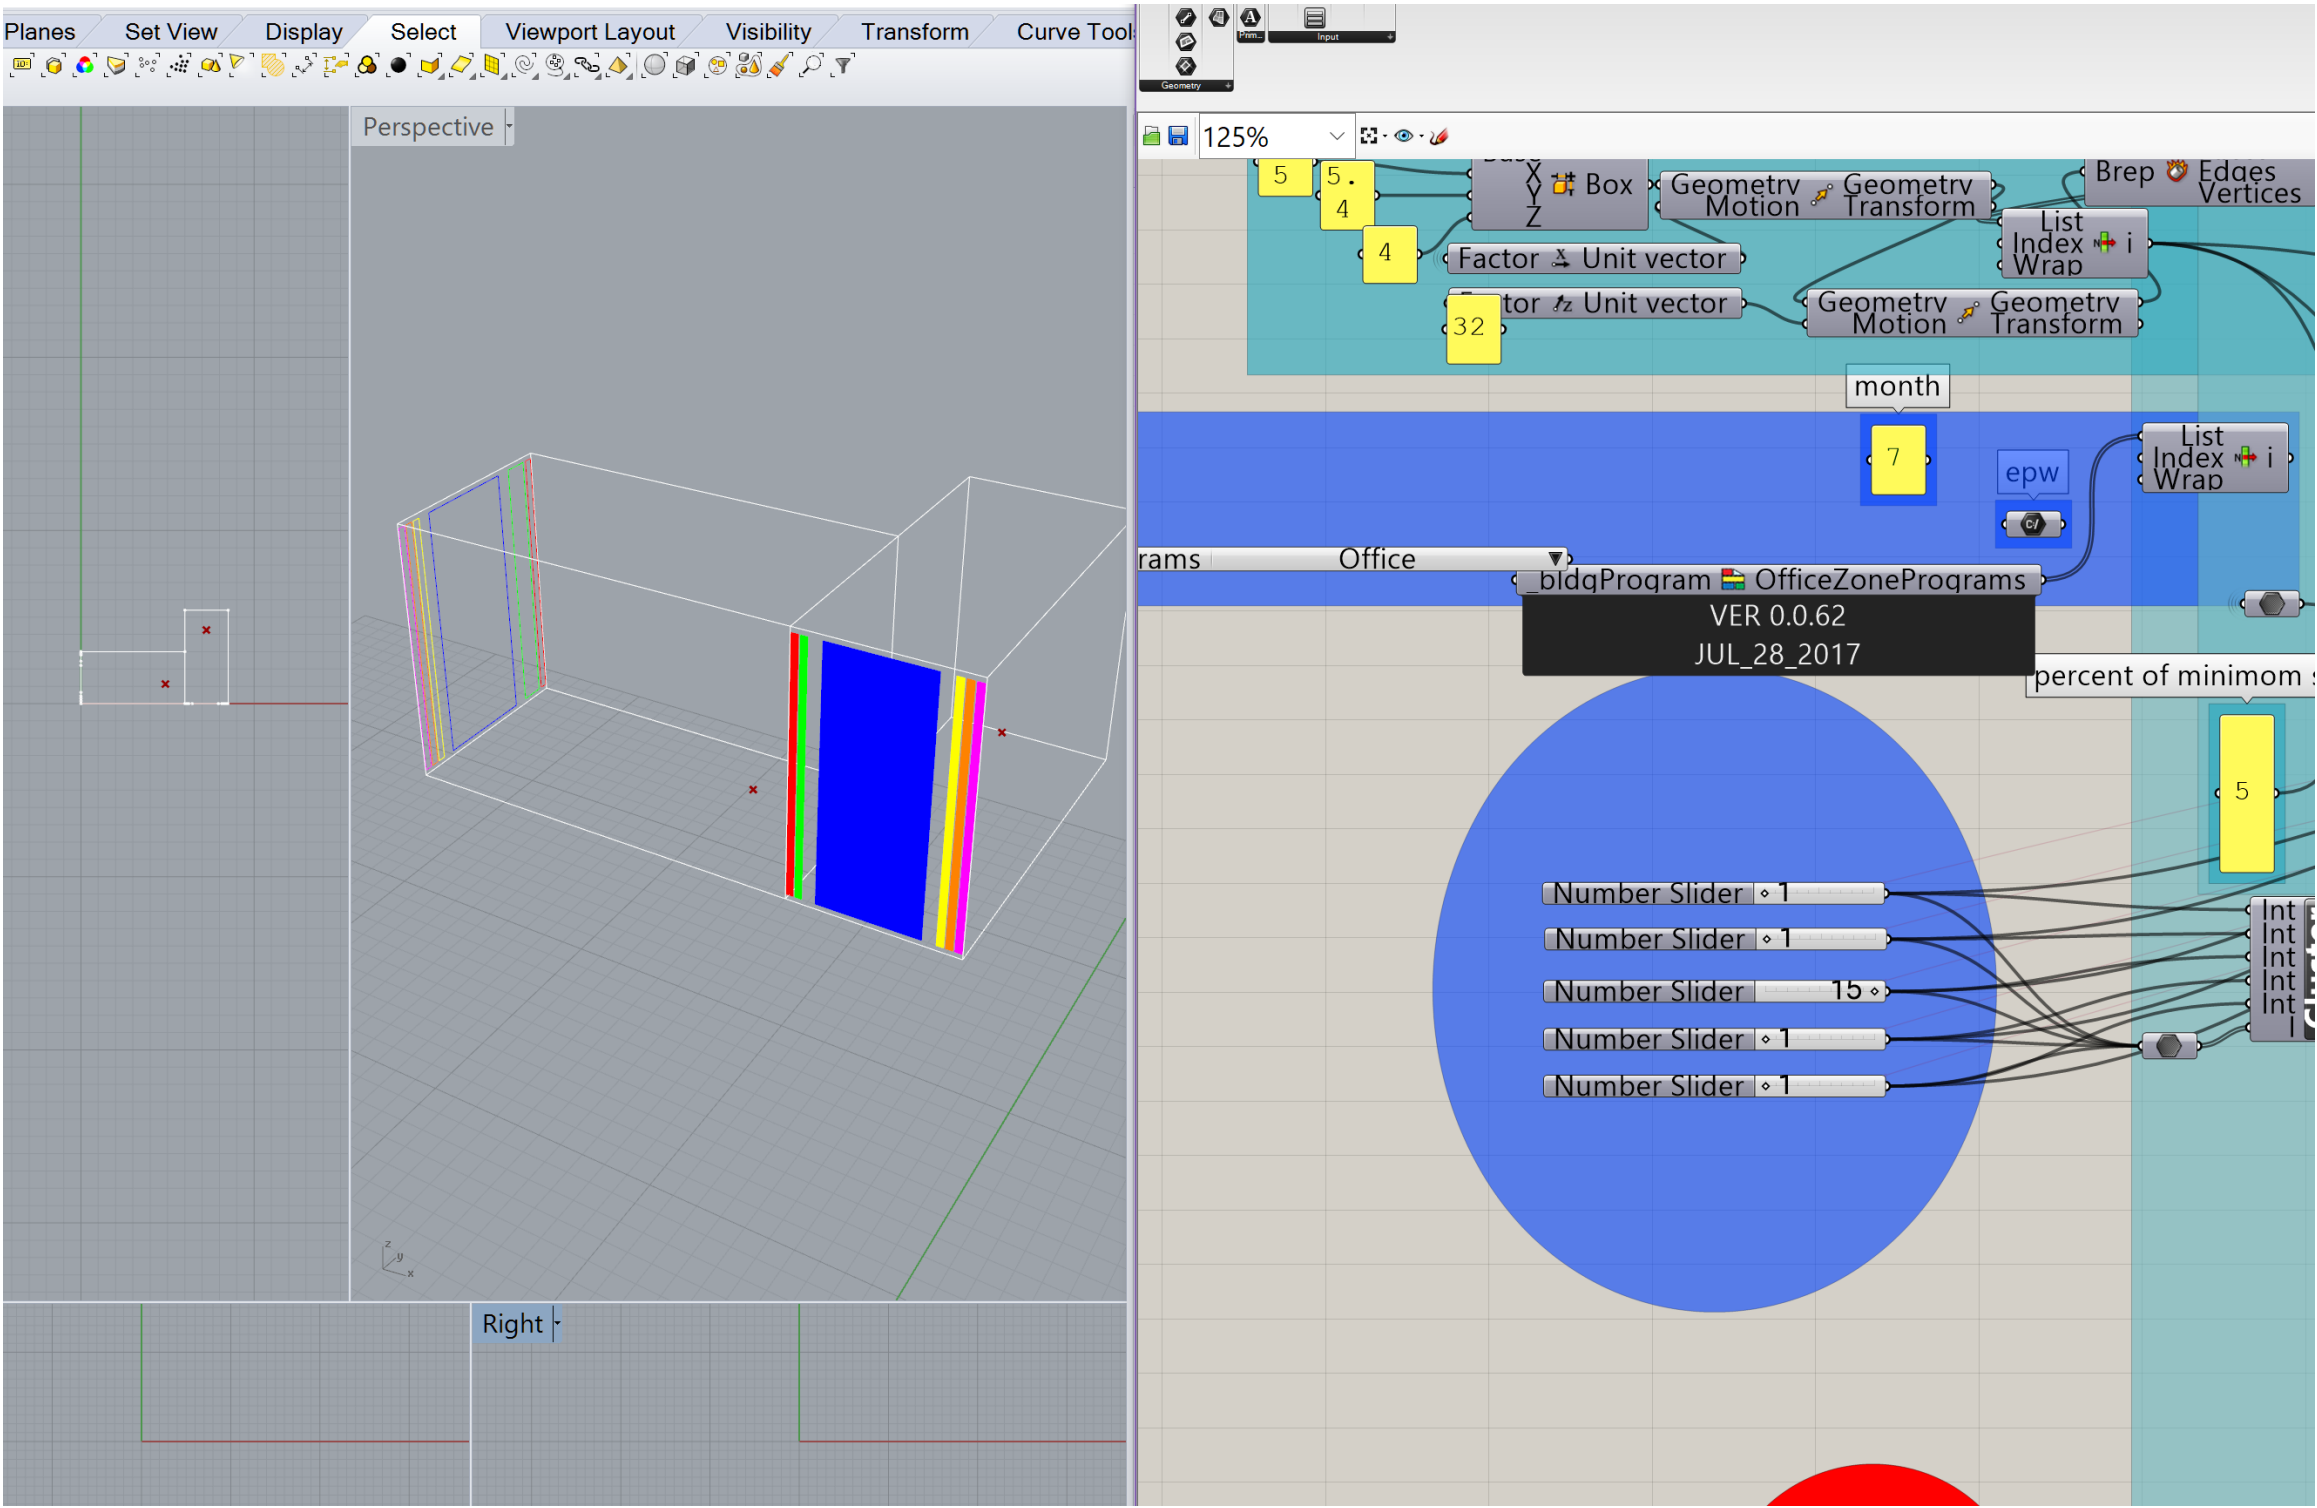 Planes Set View Display Select Viewport Layout Visibility Transform Curve Tool
Perspective
z
y
x
Right
Prim...
Input
Geometry
125%
5
5.
4
4
X
Y
Z
Box
Geometry
Motion
Geometry
Transform
Brep
Edges
Vertices
List
Index
Wrap
i
Factor X Unit vector
tor Z Unit vector
32
Geometry
Motion
Geometry
Transform
month
7
epw
C:/
List
Index
Wrap
i
rams Office
_bldgProgram OfficeZonePrograms
VER 0.0.62
JUL_28_2017
percent of minimom s
5
Number Slider 1
Number Slider 1
Number Slider 15
Number Slider 1
Number Slider 1
Int
Int
Int
Int
Int
I